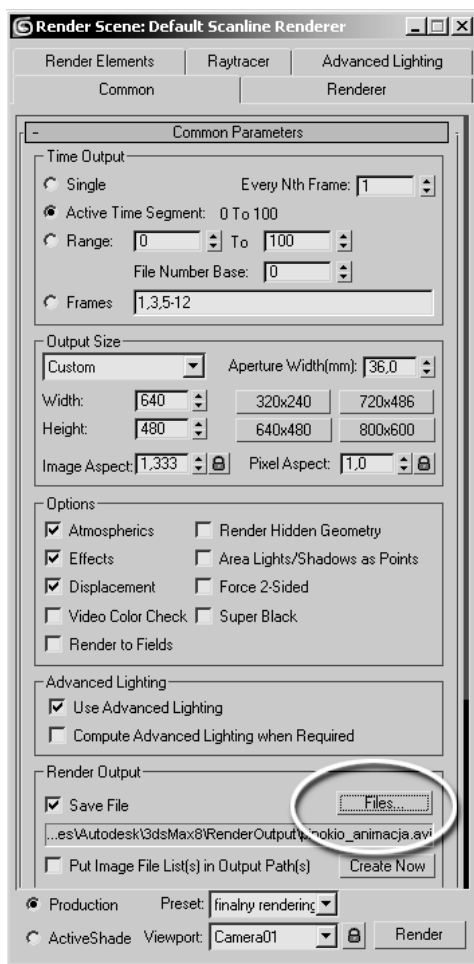 Render Scene: Default Scanline Renderer
Render Elements Raytracer Advanced Lighting
Common Renderer
- Common Parameters
Time Output
Single Every Nth Frame: 1
Active Time Segment: 0 To 100
Range: 0 To 100
File Number Base: 0
Frames 1,3,5-12
Output Size
Custom Aperture Width(mm): 36,0
Width: 640 320x240 720x486
Height: 480 640x480 800x600
Image Aspect: 1,333 Pixel Aspect: 1,0
Options
Atmospherics Render Hidden Geometry
Effects Area Lights/Shadows as Points
Displacement Force 2-Sided
Video Color Check Super Black
Render to Fields
Advanced Lighting
Use Advanced Lighting
Compute Advanced Lighting when Required
Render Output
Save File Files...
...es\Autodesk\3dsMax8\RenderOutput\pinokio_animacja.avi
Put Image File List(s) in Output Path(s) Create Now
Production Preset: finalny rendering
ActiveShade Viewport: Camera01 Render